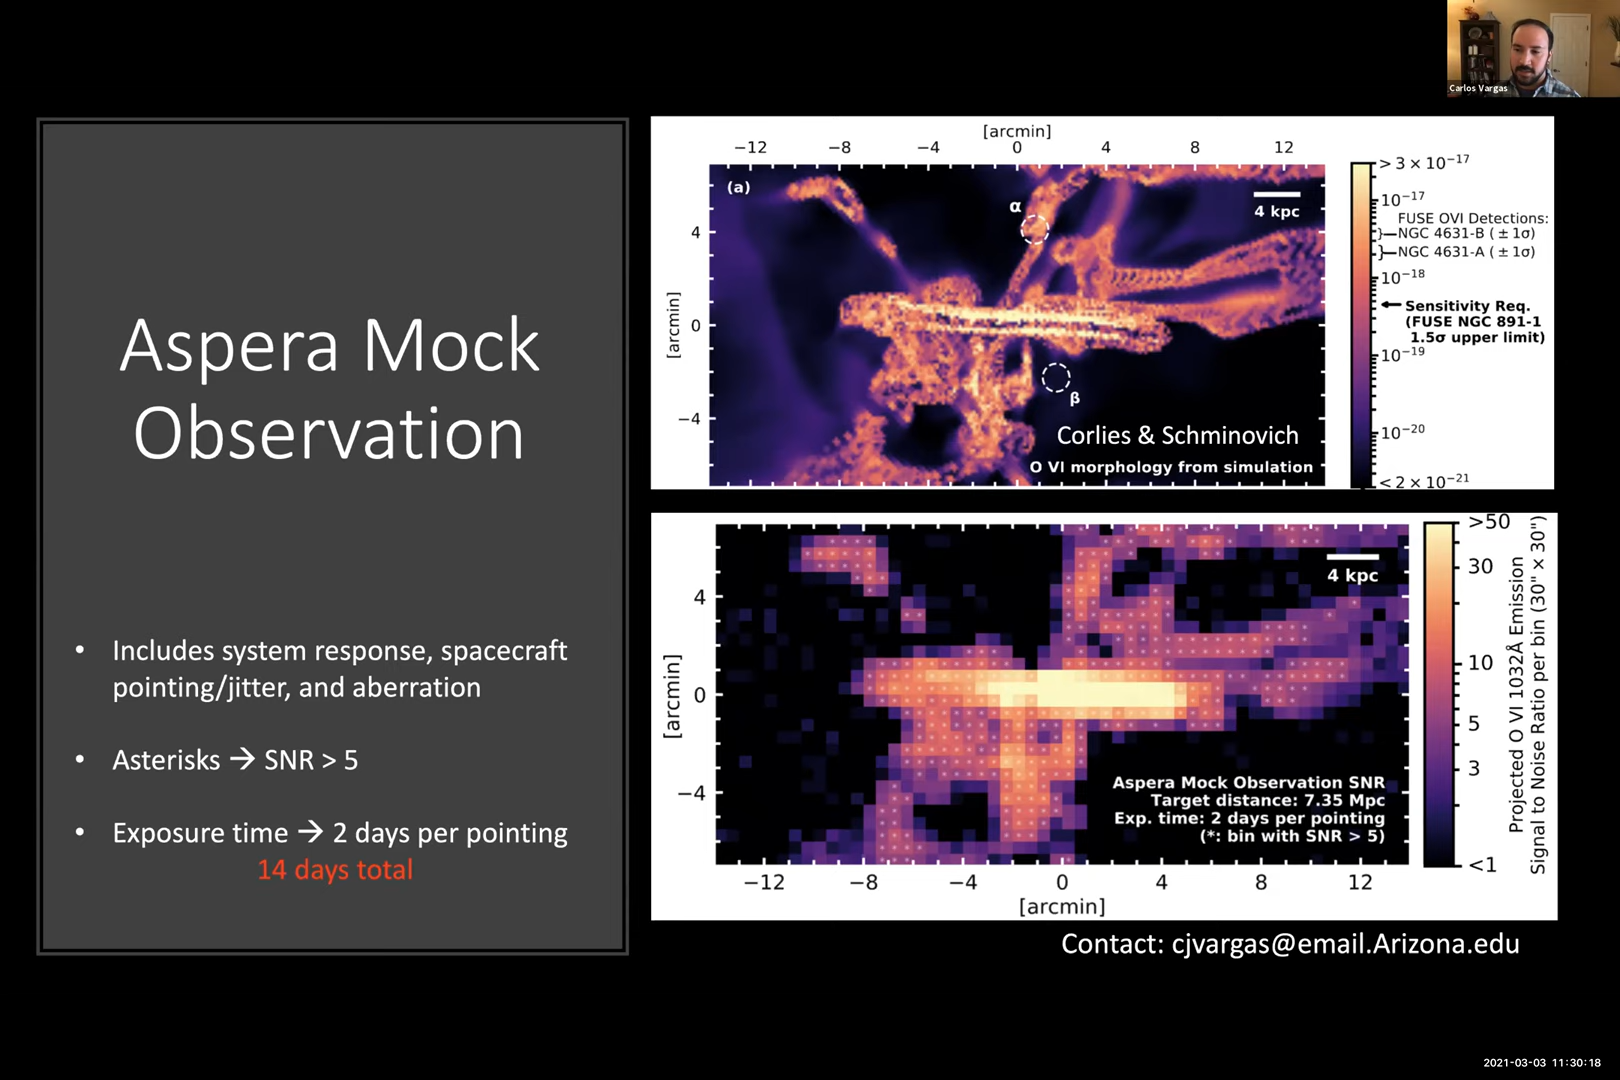 Carlos Vargas
Aspera Mock
Observation
• Includes system response, spacecraft
pointing/jitter, and aberration
• Asterisks → SNR > 5
• Exposure time → 2 days per pointing
14 days total
[arcmin]
−12 −8 −4 0 4 8 12
(a)
α
4 kpc
4
0
−4
[arcmin]
β
Corlies & Schminovich
O VI morphology from simulation
> 3 × 10⁻¹⁷
10⁻¹⁷
FUSE OVI Detections:
}—NGC 4631-B ( ± 1σ)
}—NGC 4631-A ( ± 1σ)
10⁻¹⁸
Sensitivity Req.
(FUSE NGC 891-1
1.5σ upper limit)
10⁻¹⁹
10⁻²⁰
< 2 × 10⁻²¹
4 kpc
4
0
−4
[arcmin]
Aspera Mock Observation SNR
Target distance: 7.35 Mpc
Exp. time: 2 days per pointing
(*: bin with SNR > 5)
−12 −8 −4 0 4 8 12
[arcmin]
>50
30
10
5
3
<1
Projected O VI 1032Å Emission
Signal to Noise Ratio per bin (30" × 30")
Contact: cjvargas@email.Arizona.edu
2021-03-03 11:30:18